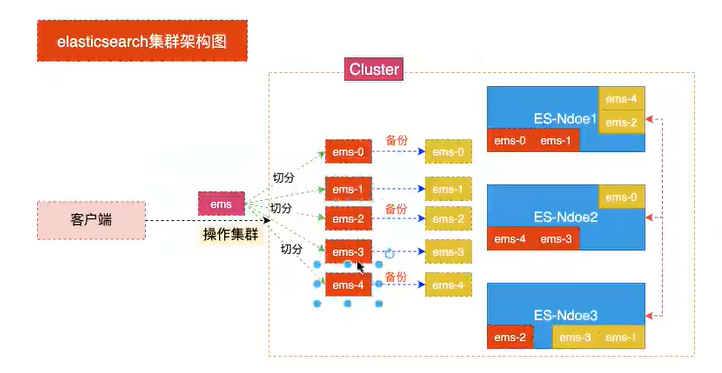 elasticsearch集群架构图
Cluster
ems-4
ems-2
ES-Ndoe1
ems-0 ems-1
备份
ems-0
ems-0
切分
ems-1
ems-1
ems
切分
备份
ems-2
ems-2
客户端
操作集群
切分
ems-3
ems-3
备份
ems-4
ems-4
ems-0
ES-Ndoe2
ems-4 ems-3
ES-Ndoe3
ems-2
ems-3 ems-1